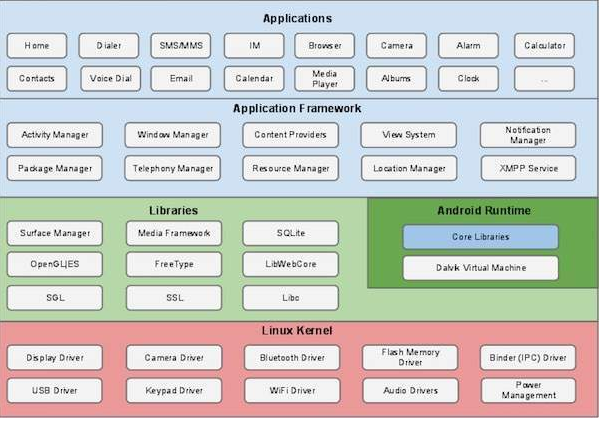 Applications
Home Dialer SMS/MMS IM Browser Camera Alarm Calculator
Contacts Voice Dial Email Calendar Media Player Albums Clock ...
Application Framework
Activity Manager Window Manager Content Providers View System Notification Manager
Package Manager Telephony Manager Resource Manager Location Manager XMPP Service
Libraries
Surface Manager Media Framework SQLite
OpenGL|ES FreeType LibWebCore
SGL SSL Libc
Android Runtime
Core Libraries
Dalvik Virtual Machine
Linux Kernel
Display Driver Camera Driver Bluetooth Driver Flash Memory Driver Binder (IPC) Driver
USB Driver Keypad Driver WiFi Driver Audio Drivers Power Management